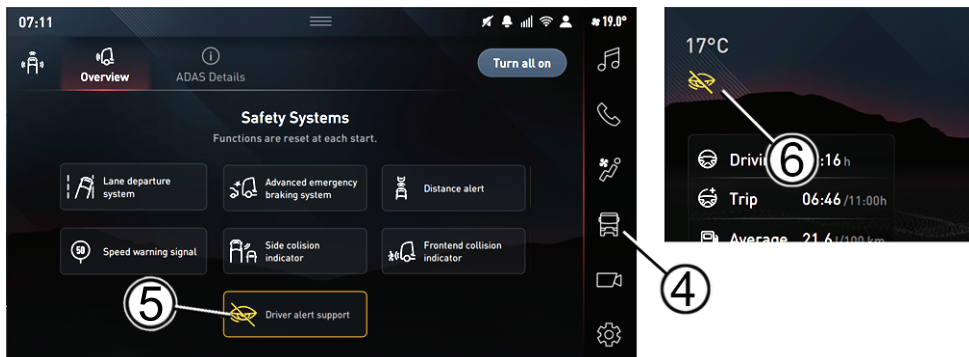 07:11
19.0°
Overview
ADAS Details
Turn all on
Safety Systems
Functions are reset at each start.
Lane departure
system
Advanced emergency
braking system
Distance alert
50
Speed warning signal
Side colision
indicator
Frontend collision
indicator
Driver alert support
5
4
17°C
6
Drivi :16 h
Trip 06:46 /11:00h
Average 21.6 l/100 km